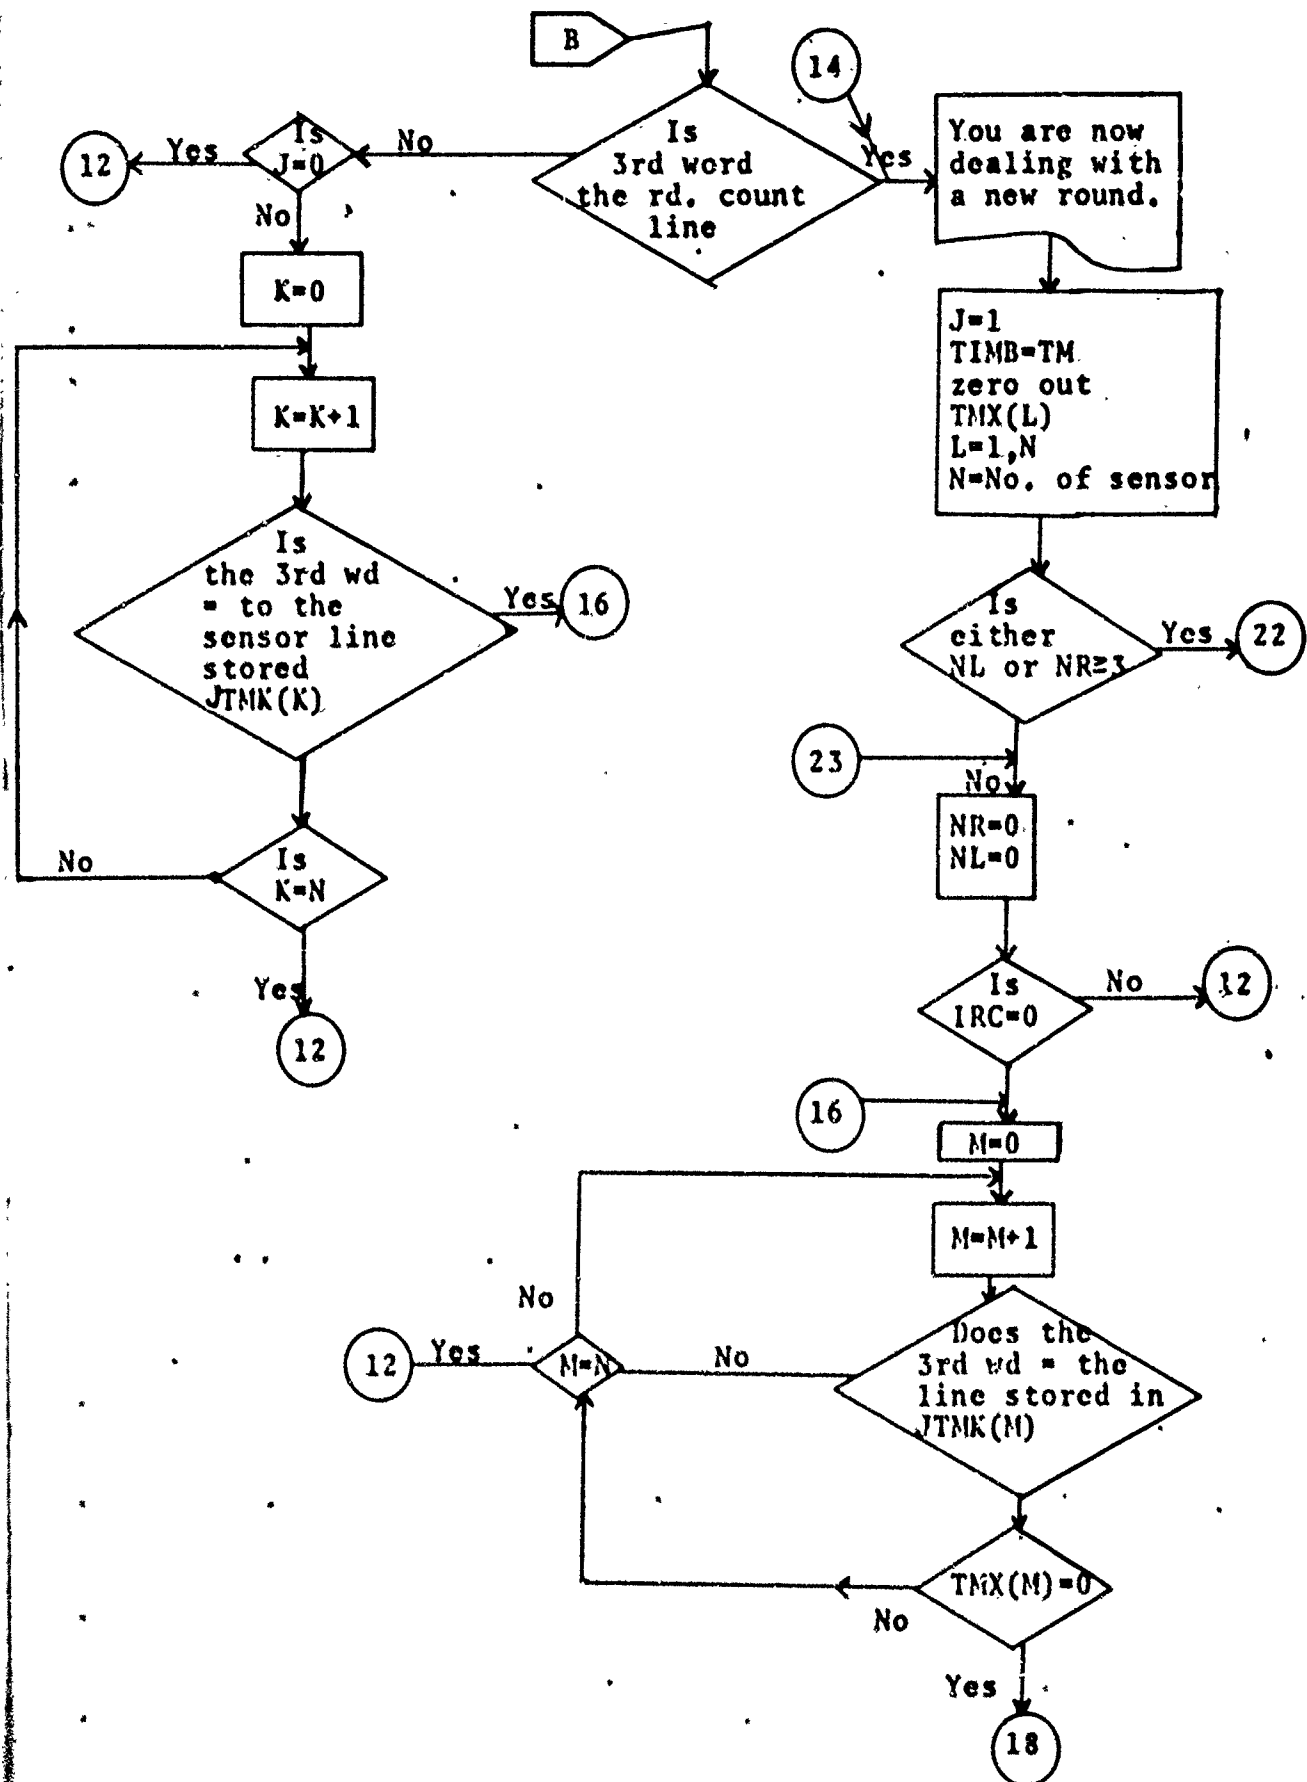 B
14
Is
3rd word
the rd. count
line
Yes
You are now
dealing with
a new round.
No
Is
J=0
Yes
12
No
K=0
K=K+1
Is
the 3rd wd
= to the
sensor line
stored
JTMK(K)
Yes
16
Is
K=N
No
Yes
12
J=1
TIMB=TM
zero out
TMX(L)
L=1,N
N=No. of sensor
Is
either
NL or NR≥3
Yes
22
23
No
NR=0
NL=0
Is
IRC=0
No
12
16
M=0
M=M+1
Does the
3rd wd = the
line stored in
JTMK(M)
No
M=N
No
Yes
12
TMX(M)=0
No
Yes
18